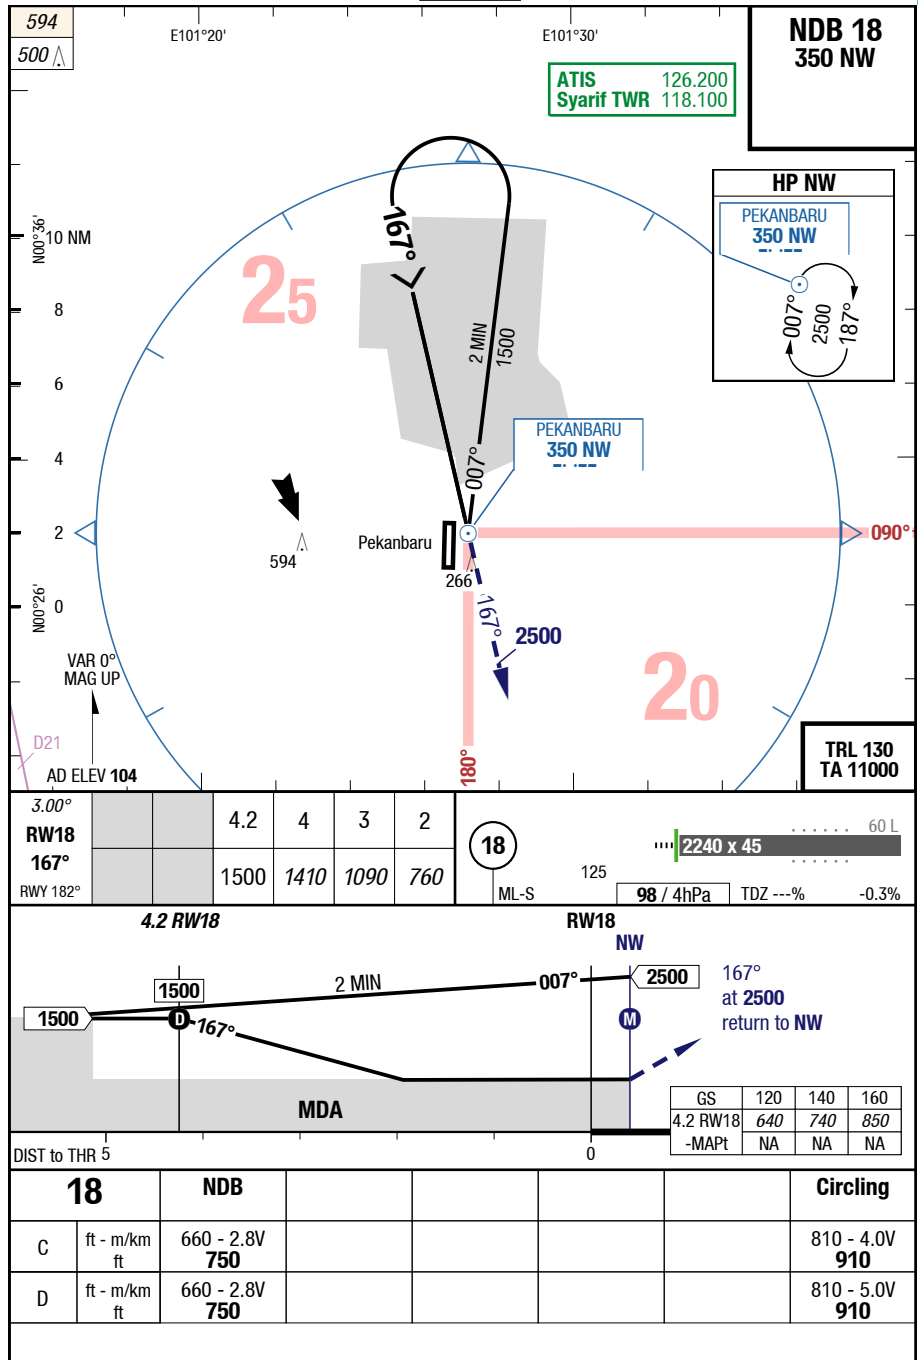 594
500
E101°20'
E101°30'
NDB 18
350 NW
ATIS 126.200
Syarif TWR 118.100
HP NW
PEKANBARU
350 NW
007°
2500
187°
N00°36'
10 NM
8
6
4
2
0
N00°26'
25
167°
2 MIN
1500
007°
PEKANBARU
350 NW
594
Pekanbaru
266
090°
167°
2500
20
180°
VAR 0°
MAG UP
D21
AD ELEV 104
TRL 130
TA 11000
3.00°
RW18
167°
RWY 182°
4.2 4 3 2
1500 1410 1090 760
18
ML-S
125
60 L
2240 x 45
98 / 4hPa
TDZ ---%
-0.3%
4.2 RW18
RW18
NW
1500
1500
2 MIN
007°
2500
D
167°
M
167°
at 2500
return to NW
MDA
GS 120 140 160
4.2 RW18 640 740 850
-MAPt NA NA NA
DIST to THR 5
0
18 NDB Circling
C ft - m/km 660 - 2.8V 810 - 4.0V
ft 750 910
D ft - m/km 660 - 2.8V 810 - 5.0V
ft 750 910